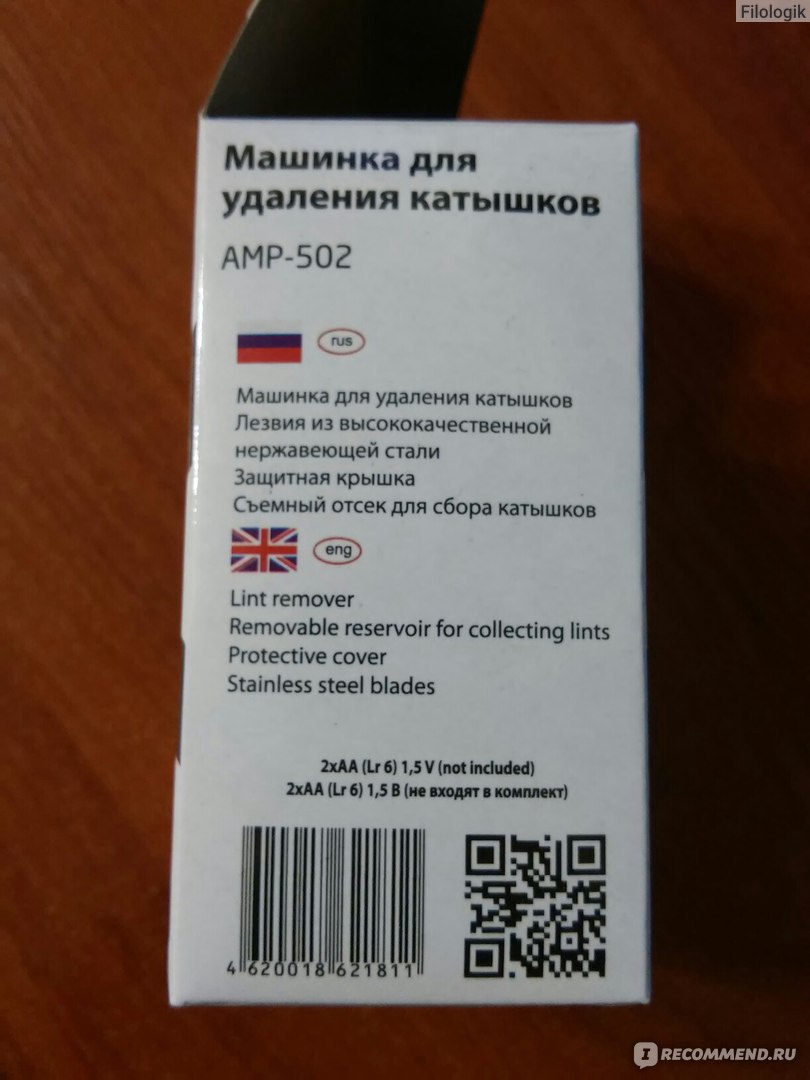 Filologik
Машинка для
удаления катышков
АМР-502
rus
Машинка для удаления катышков
Лезвия из высококачественной
нержавеющей стали
Защитная крышка
Съемный отсек для сбора катышков
eng
Lint remover
Removable reservoir for collecting lints
Protective cover
Stainless steel blades
2xAA (Lr 6) 1,5 V (not included)
2xAA (Lr 6) 1,5 В (не входят в комплект)
4 620018 621811
I RECOMMEND.RU